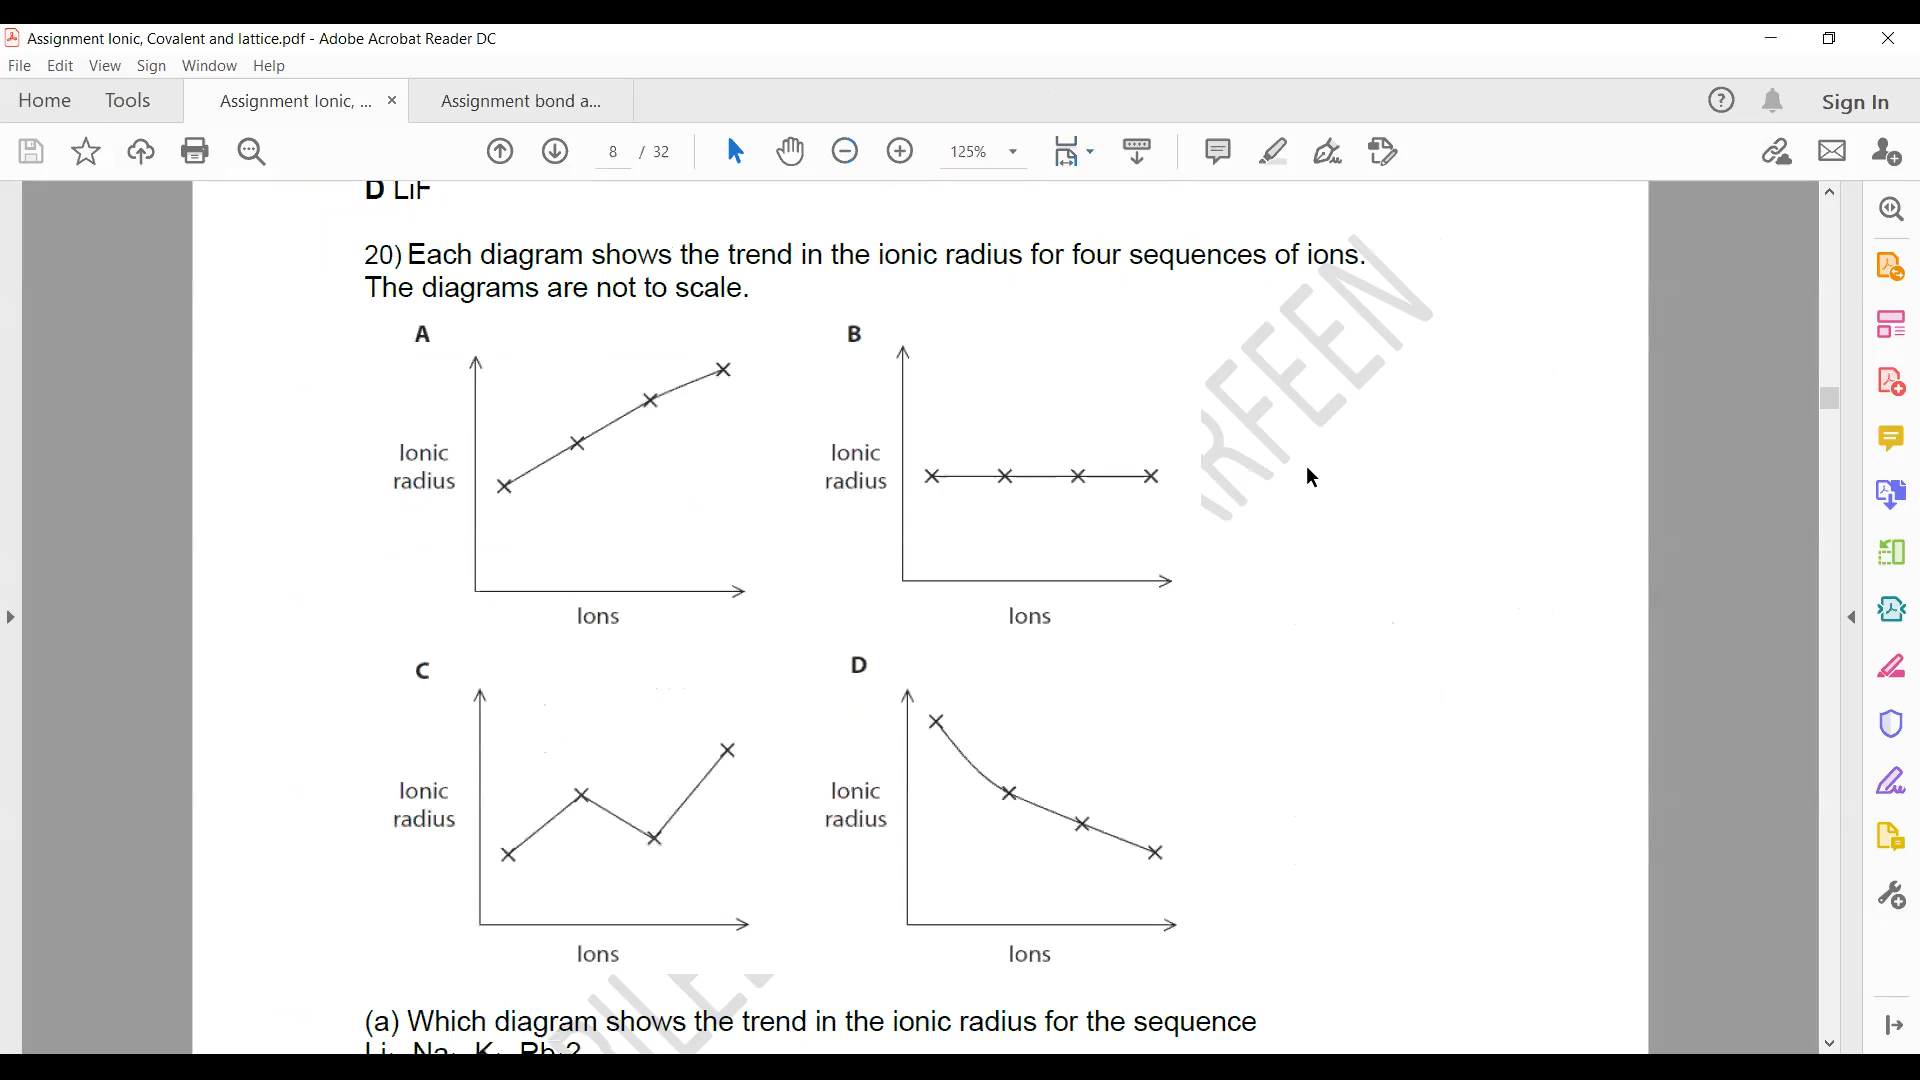 Assignment Ionic, Covalent and lattice.pdf - Adobe Acrobat Reader DC
File Edit View Sign Window Help
Home Tools Assignment Ionic, ... × Assignment bond a... Sign In
8 / 32 125%
D LiF
20) Each diagram shows the trend in the ionic radius for four sequences of ions.
The diagrams are not to scale.
A
Ionic
radius
Ions
B
Ionic
radius
Ions
C
Ionic
radius
Ions
D
Ionic
radius
Ions
(a) Which diagram shows the trend in the ionic radius for the sequence